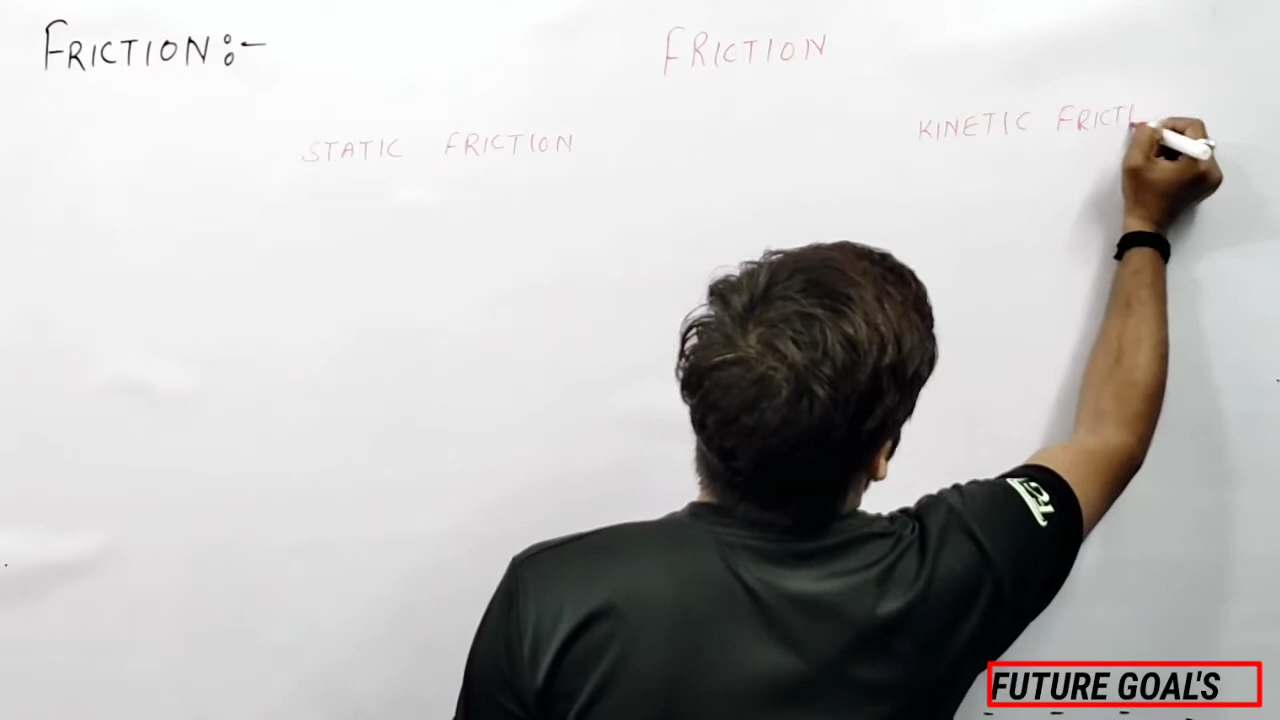 FRICTION:-
FRICTION
STATIC FRICTION
KINETIC FRICTI
FUTURE GOAL'S